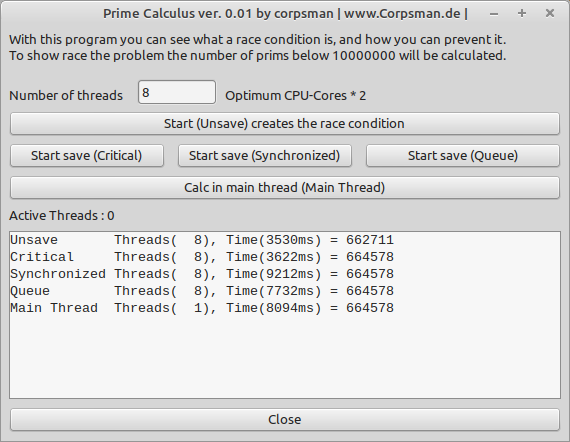 Prime Calculus ver. 0.01 by corpsman | www.Corpsman.de |
With this program you can see what a race condition is, and how you can prevent it.
To show race the problem the number of prims below 10000000 will be calculated.
Number of threads 8 Optimum CPU-Cores * 2
Start (Unsave) creates the race condition
Start save (Critical) Start save (Synchronized) Start save (Queue)
Calc in main thread (Main Thread)
Active Threads : 0
Unsave       Threads(  8), Time(3530ms) = 662711
Critical     Threads(  8), Time(3622ms) = 664578
Synchronized Threads(  8), Time(9212ms) = 664578
Queue        Threads(  8), Time(7732ms) = 664578
Main Thread  Threads(  1), Time(8094ms) = 664578
Close